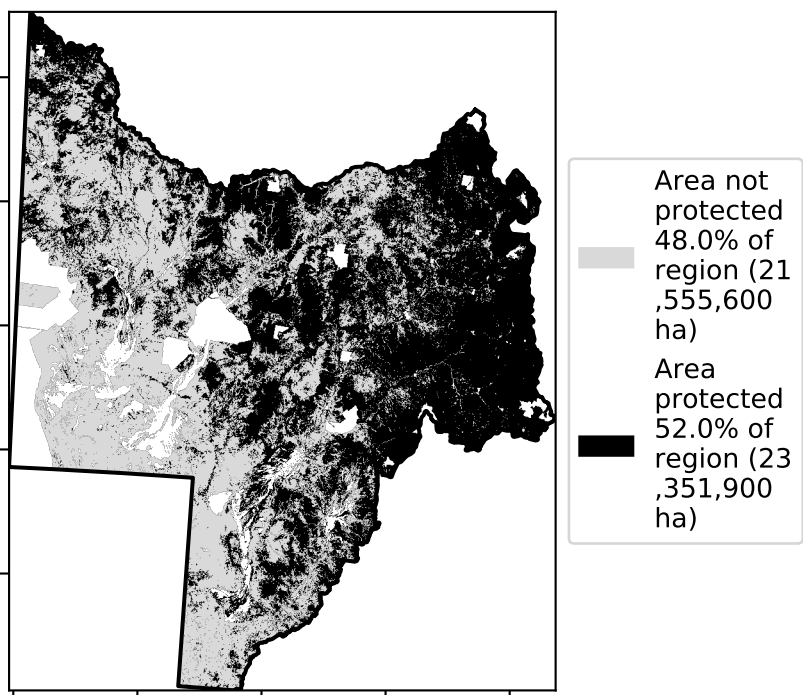 Area not
protected
48.0% of
region (21
,555,600
ha)
Area
protected
52.0% of
region (23
,351,900
ha)